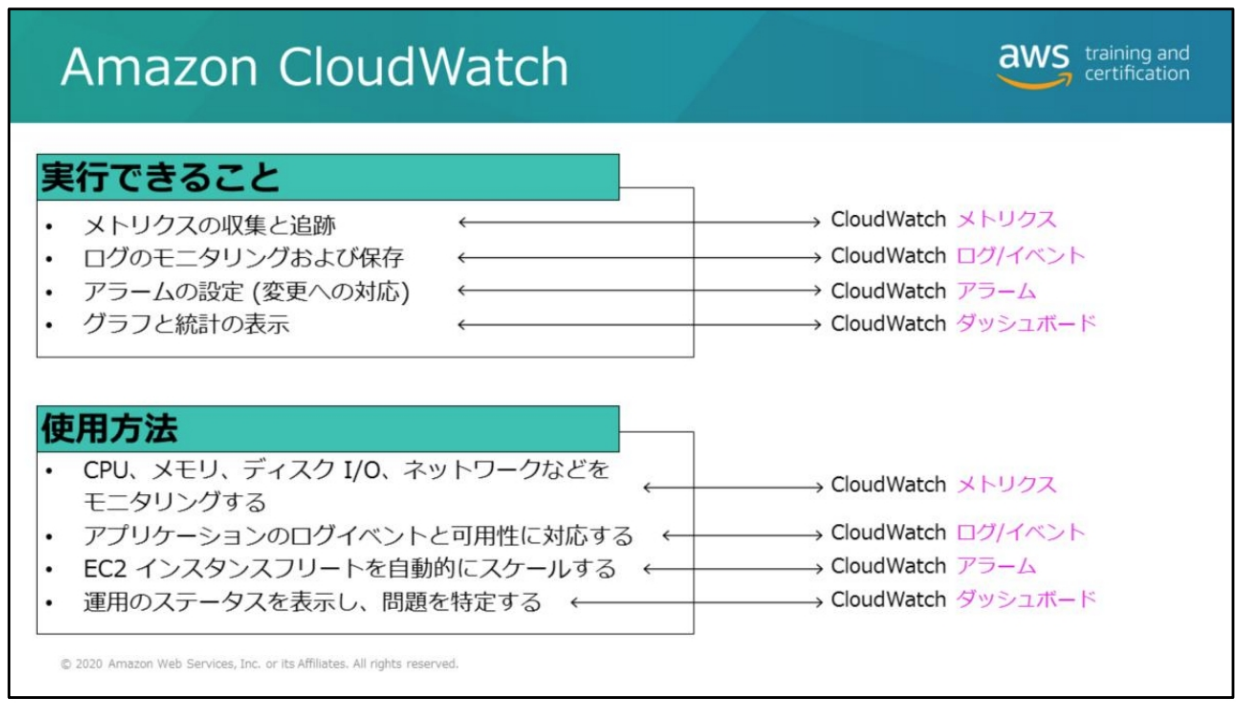 Amazon CloudWatch
aws training and
certification
実行できること
• メトリクスの収集と追跡 CloudWatch メトリクス
• ログのモニタリングおよび保存 CloudWatch ログ/イベント
• アラームの設定 (変更への対応) CloudWatch アラーム
• グラフと統計の表示 CloudWatch ダッシュボード
使用方法
• CPU、メモリ、ディスク I/O、ネットワークなどを
モニタリングする CloudWatch メトリクス
• アプリケーションのログイベントと可用性に対応する CloudWatch ログ/イベント
• EC2 インスタンスフリートを自動的にスケールする CloudWatch アラーム
• 運用のステータスを表示し、問題を特定する CloudWatch ダッシュボード
© 2020 Amazon Web Services, Inc. or its Affiliates. All rights reserved.